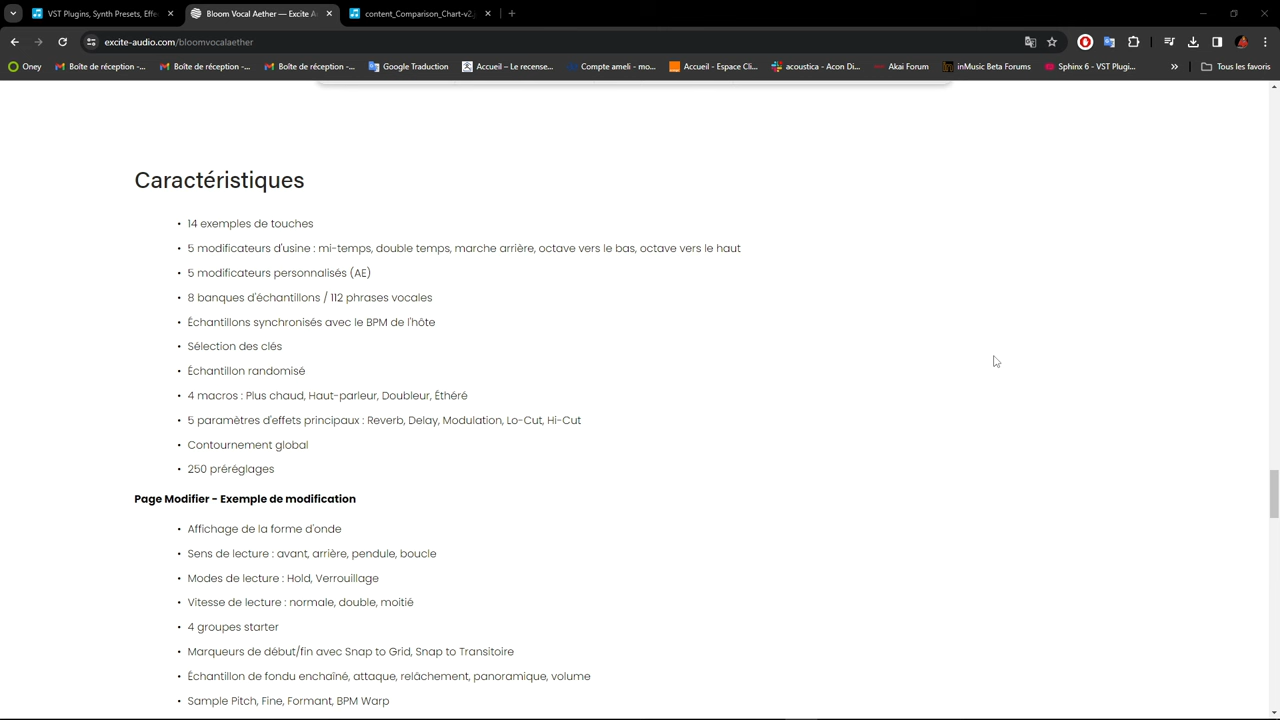 VST Plugins, Synth Presets, Effe
Bloom Vocal Aether — Excite A
content_Comparison_Chart-v2.
excite-audio.com/bloomvocalaether
Oney
Boîte de réception -...
Boîte de réception -...
Boîte de réception -...
Google Traduction
Accueil – Le recense...
Compte ameli - mo...
Accueil – Espace Cli...
acoustica - Acon Di...
Akai Forum
inMusic Beta Forums
Sphinx 6 - VST Plugi...
Tous les favoris
Caractéristiques
• 14 exemples de touches
• 5 modificateurs d'usine : mi-temps, double temps, marche arrière, octave vers le bas, octave vers le haut
• 5 modificateurs personnalisés (AE)
• 8 banques d'échantillons / 112 phrases vocales
• Échantillons synchronisés avec le BPM de l'hôte
• Sélection des clés
• Échantillon randomisé
• 4 macros : Plus chaud, Haut-parleur, Doubleur, Éthéré
• 5 paramètres d'effets principaux : Reverb, Delay, Modulation, Lo-Cut, Hi-Cut
• Contournement global
• 250 préréglages
Page Modifier - Exemple de modification
• Affichage de la forme d'onde
• Sens de lecture : avant, arrière, pendule, boucle
• Modes de lecture : Hold, Verrouillage
• Vitesse de lecture : normale, double, moitié
• 4 groupes starter
• Marqueurs de début/fin avec Snap to Grid, Snap to Transitoire
• Échantillon de fondu enchaîné, attaque, relâchement, panoramique, volume
• Sample Pitch, Fine, Formant, BPM Warp